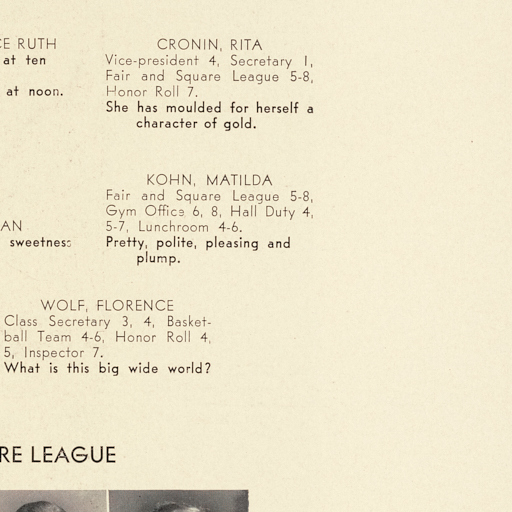 CE RUTH
at ten
at noon.
AN
sweetness
CRONIN, RITA
Vice-president 4, Secretary 1,
Fair and Square League 5-8,
Honor Roll 7.
She has moulded for herself a
character of gold.
KOHN, MATILDA
Fair and Square League 5-8,
Gym Office 6, 8, Hall Duty 4,
5-7, Lunchroom 4-6.
Pretty, polite, pleasing and
plump.
WOLF, FLORENCE
Class Secretary 3, 4, Basket-
ball Team 4-6, Honor Roll 4,
5, Inspector 7.
What is this big wide world?
RE LEAGUE